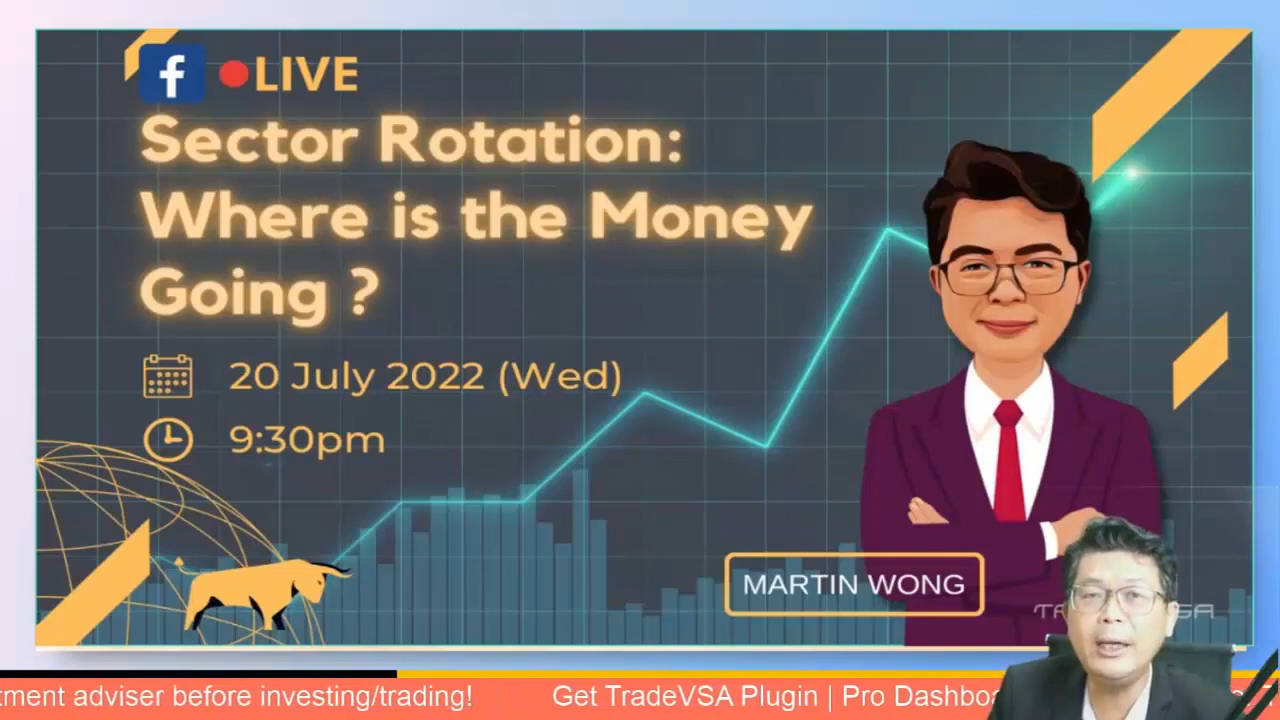 f LIVE
Sector Rotation:
Where is the Money
Going ?
20 July 2022 (Wed)
9:30pm
MARTIN WONG
tment adviser before investing/trading! Get TradeVSA Plugin | Pro Dashboa